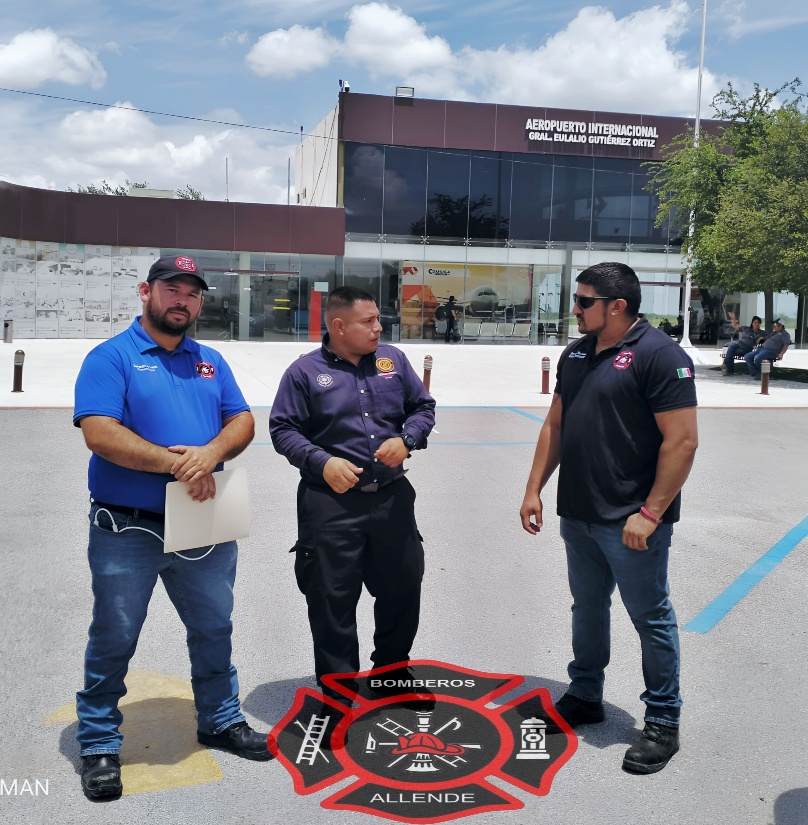 AEROPUERTO INTERNACIONAL
GRAL. EULALIO GUTIÉRREZ ORTIZ
BOMBEROS
ALLENDE
MAN